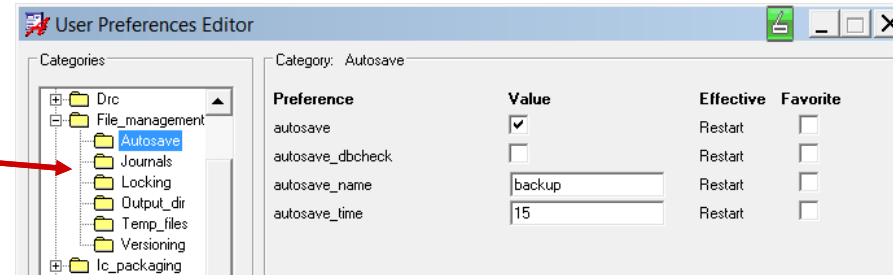 User Preferences Editor
Categories
Drc
File_management
Autosave
Journals
Locking
Output_dir
Temp_files
Versioning
Ic_packaging
Category: Autosave
Preference Value Effective Favorite
autosave Restart
autosave_dbcheck Restart
autosave_name backup Restart
autosave_time 15 Restart